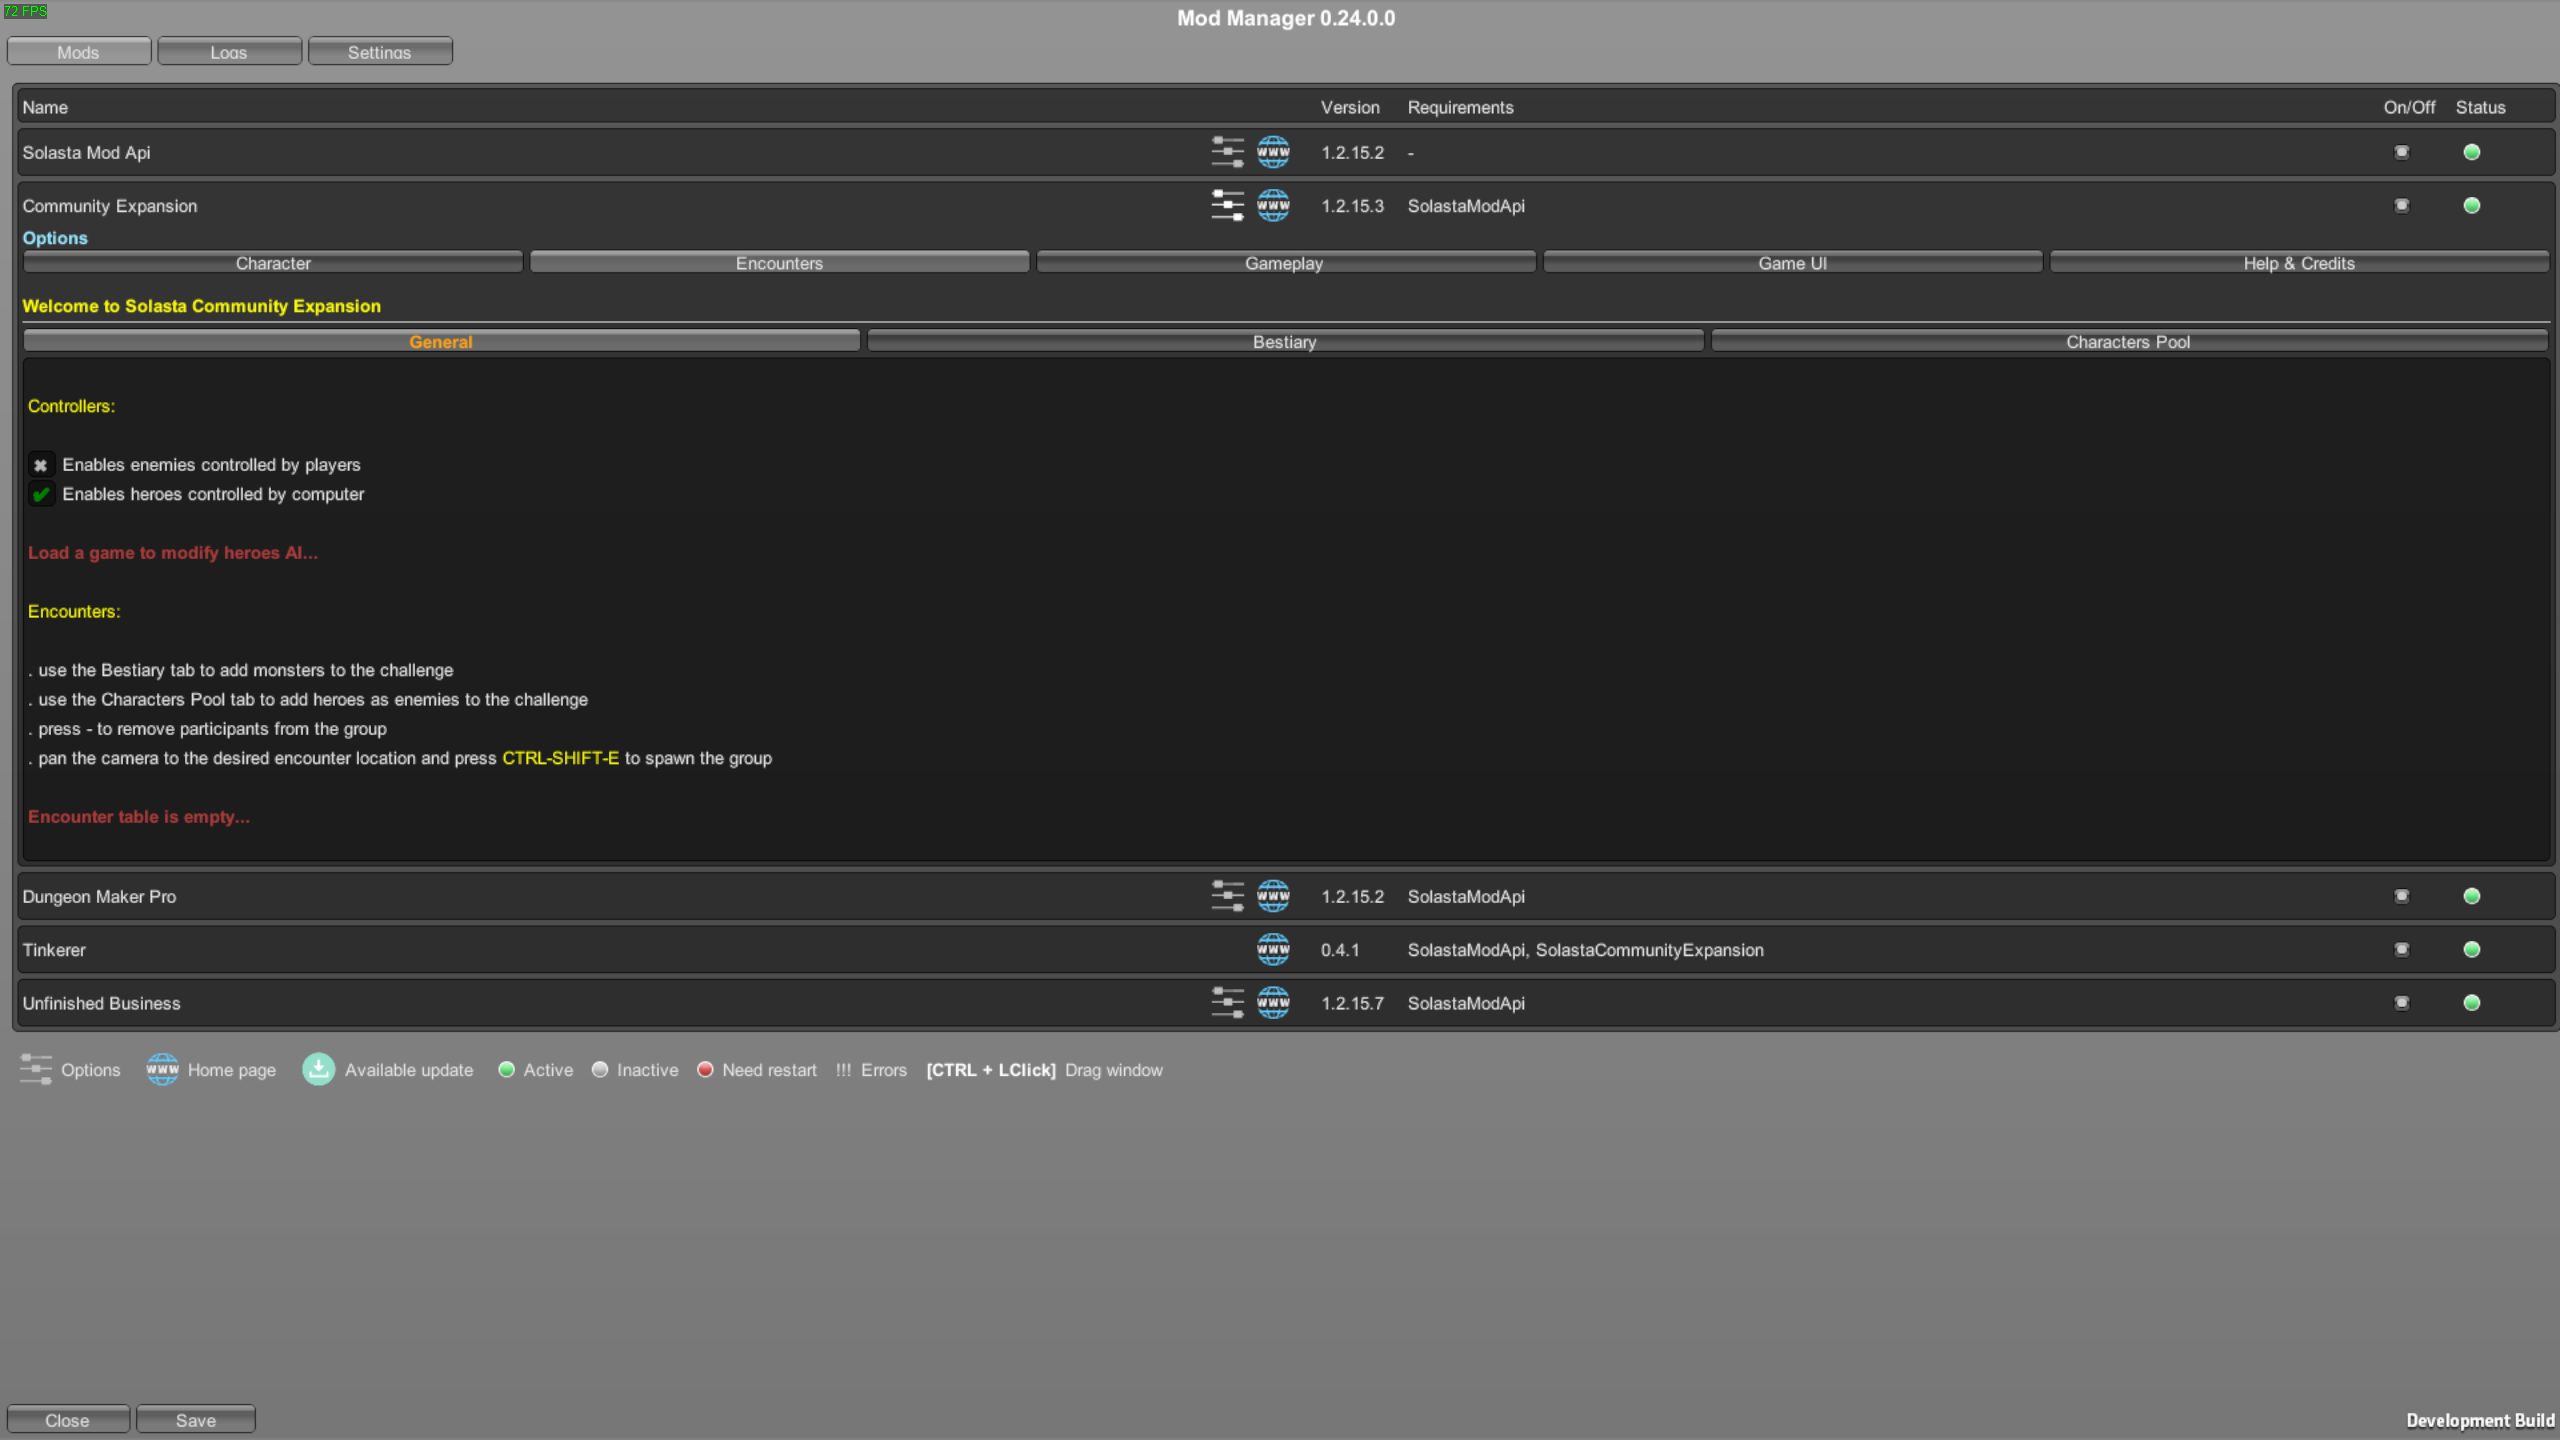 72 FPS
Mod Manager 0.24.0.0
Mods Logs Settings
Name Version Requirements On/Off Status
Solasta Mod Api WWW 1.2.15.2 -
Community Expansion WWW 1.2.15.3 SolastaModApi
Options
Character Encounters Gameplay Game UI Help & Credits
Welcome to Solasta Community Expansion
General Bestiary Characters Pool
Controllers:
Enables enemies controlled by players
Enables heroes controlled by computer
Load a game to modify heroes AI...
Encounters:
. use the Bestiary tab to add monsters to the challenge
. use the Characters Pool tab to add heroes as enemies to the challenge
. press - to remove participants from the group
. pan the camera to the desired encounter location and press CTRL-SHIFT-E to spawn the group
Encounter table is empty...
Dungeon Maker Pro WWW 1.2.15.2 SolastaModApi
Tinkerer WWW 0.4.1 SolastaModApi, SolastaCommunityExpansion
Unfinished Business WWW 1.2.15.7 SolastaModApi
Options WWW Home page Available update Active Inactive Need restart !!! Errors [CTRL + LClick] Drag window
Close Save
Development Build